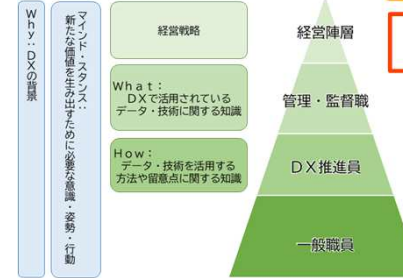 Why：DXの背景
マインド・スタンス：
新たな価値を生み出すために必要な意識・姿勢・行動
経営戦略
What：
DXで活用されている
データ・技術に関する知識
How：
データ・技術を活用する
方法や留意点に関する知識
経営陣層
管理・監督職
DX推進員
一般職員